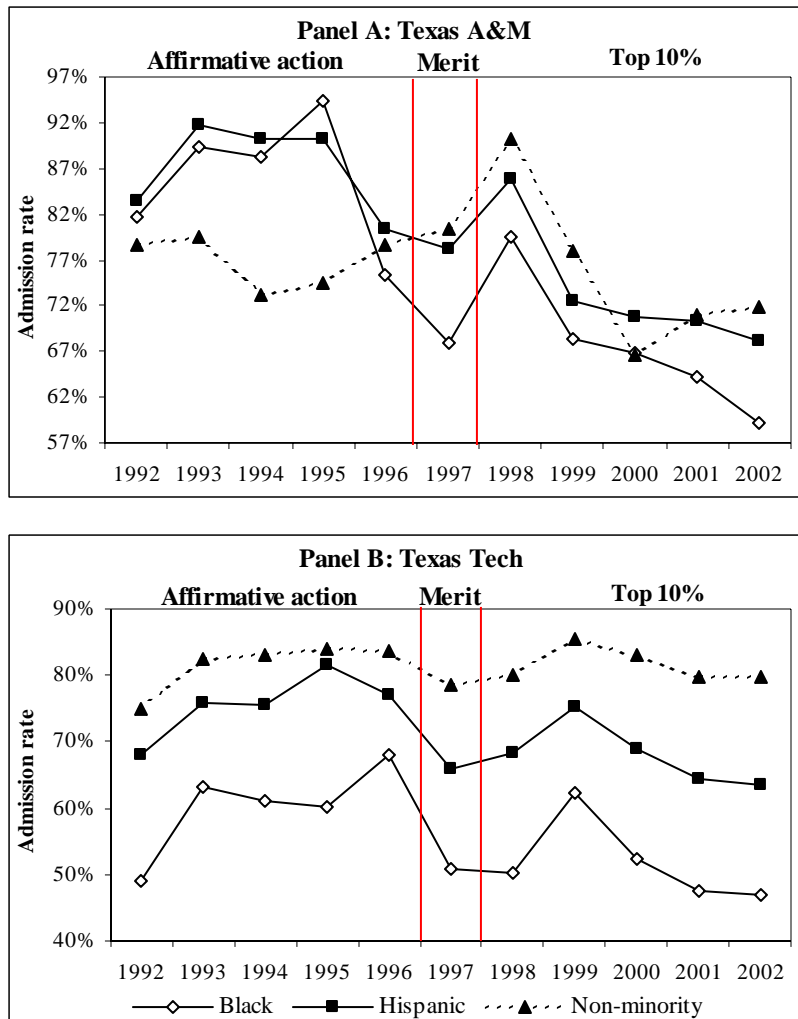 Panel A: Texas A&M
Affirmative action Merit Top 10%
Admission rate
97%
92%
87%
82%
77%
72%
67%
62%
57%
1992 1993 1994 1995 1996 1997 1998 1999 2000 2001 2002
Panel B: Texas Tech
Affirmative action Merit Top 10%
Admission rate
90%
80%
70%
60%
50%
40%
1992 1993 1994 1995 1996 1997 1998 1999 2000 2001 2002
Black Hispanic Non-minority